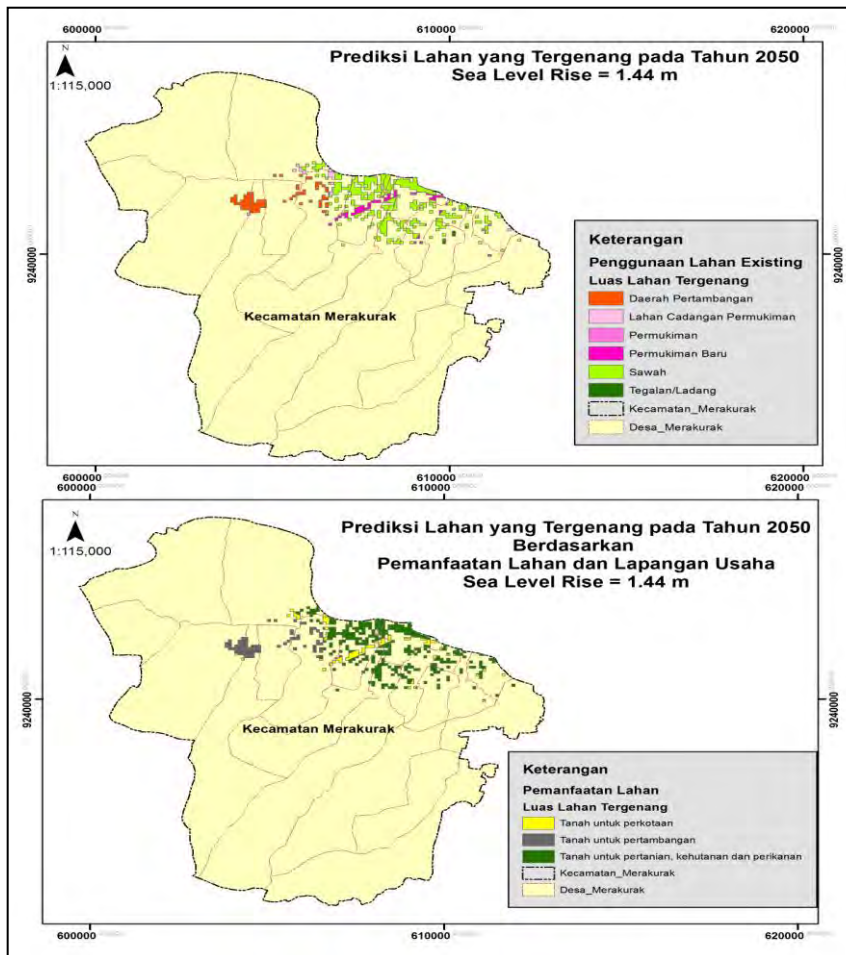 600000 610000 620000
N
1:115,000
Prediksi Lahan yang Tergenang pada Tahun 2050
Sea Level Rise = 1.44 m
9240000
9240000
Kecamatan Merakurak
Keterangan
Penggunaan Lahan Existing
Luas Lahan Tergenang
Daerah Pertambangan
Lahan Cadangan Permukiman
Permukiman
Permukiman Baru
Sawah
Tegalan/Ladang
Kecamatan_Merakurak
Desa_Merakurak
600000 610000 620000
600000 610000 620000
N
1:115,000
Prediksi Lahan yang Tergenang pada Tahun 2050
Berdasarkan
Pemanfaatan Lahan dan Lapangan Usaha
Sea Level Rise = 1.44 m
9240000
9240000
Kecamatan Merakurak
Keterangan
Pemanfaatan Lahan
Luas Lahan Tergenang
Tanah untuk perkotaan
Tanah untuk pertambangan
Tanah untuk pertanian, kehutanan dan perikanan
Kecamatan_Merakurak
Desa_Merakurak
600000 610000 620000